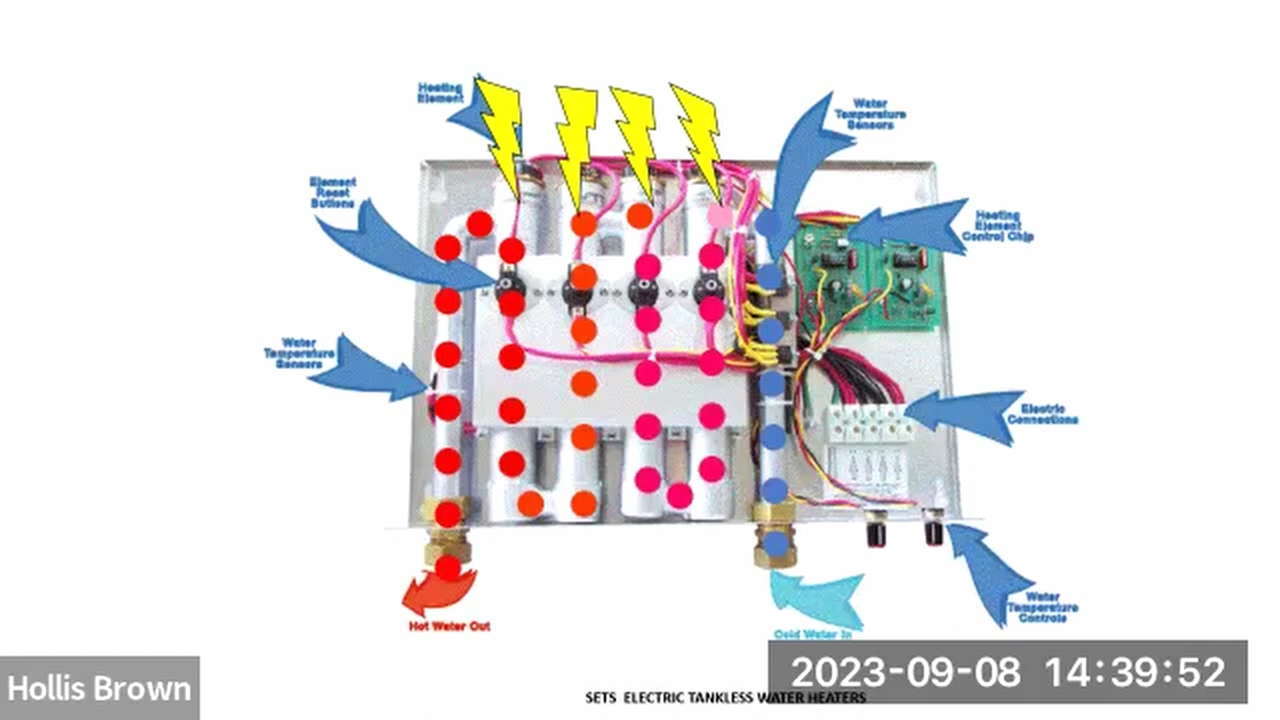 Heating
Element
Water
Temperature
Sensors
Element
Reset
Buttons
Heating
Element
Control Chip
Water
Temperature
Sensors
Electric
Connections
Water
Temperature
Controls
Hot Water Out
Cold Water In
Hollis Brown
2023-09-08 14:39:52
SETS ELECTRIC TANKLESS WATER HEATERS